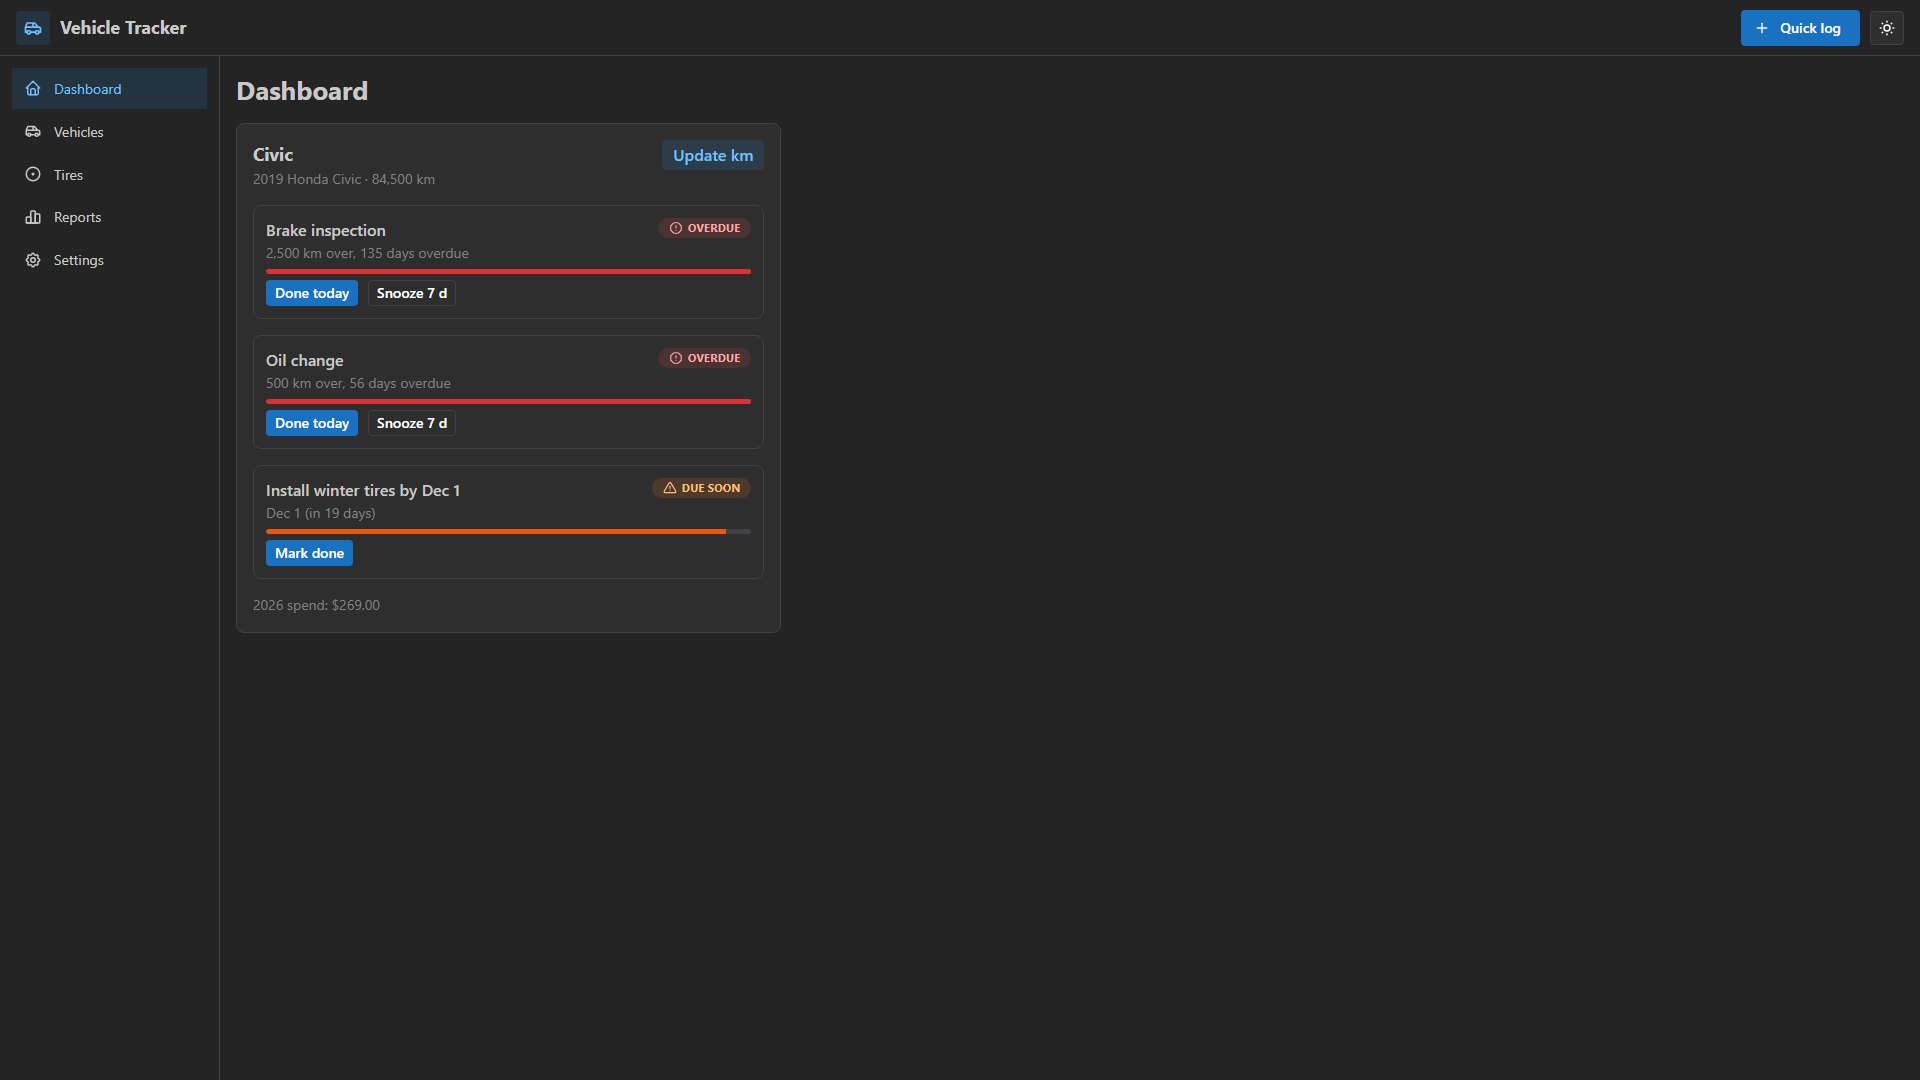 Vehicle Tracker
Quick log
Dashboard
Vehicles
Tires
Reports
Settings
Dashboard
Civic
Update km
2019 Honda Civic · 84,500 km
Brake inspection
OVERDUE
2,500 km over, 135 days overdue
Done today
Snooze 7 d
Oil change
OVERDUE
500 km over, 56 days overdue
Done today
Snooze 7 d
Install winter tires by Dec 1
DUE SOON
Dec 1 (in 19 days)
Mark done
2026 spend: $269.00